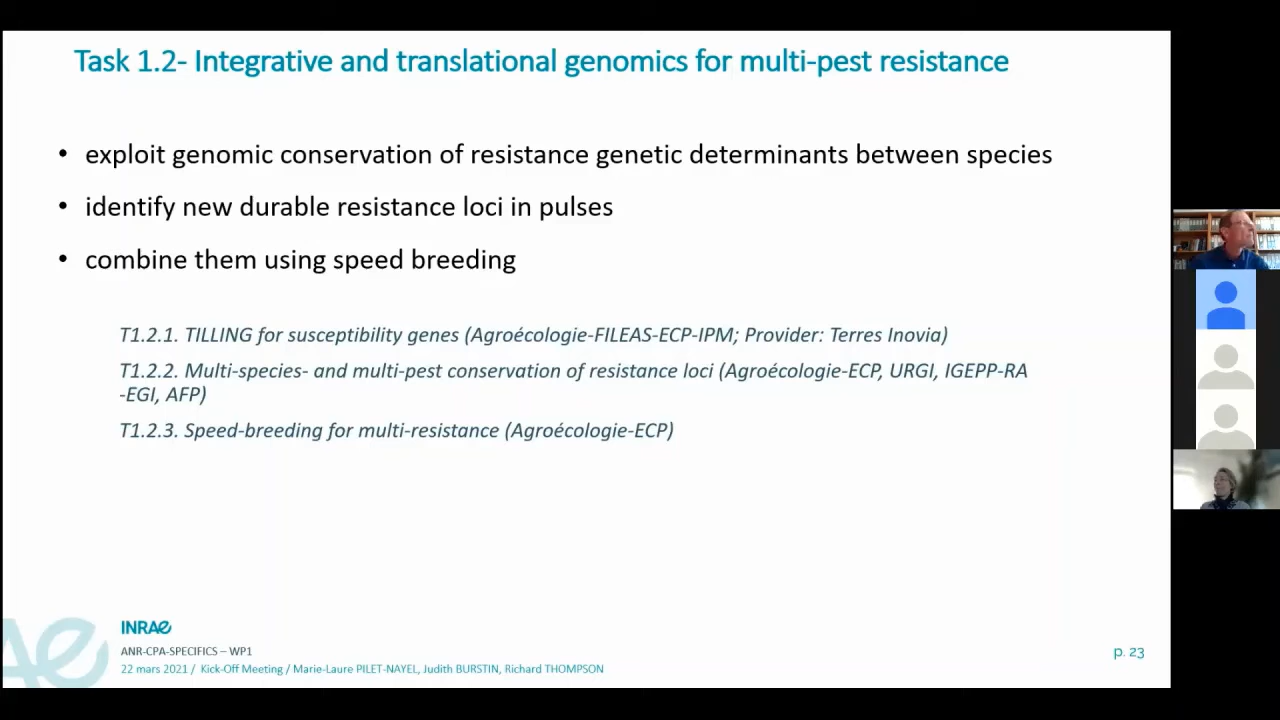 Task 1.2- Integrative and translational genomics for multi-pest resistance
• exploit genomic conservation of resistance genetic determinants between species
• identify new durable resistance loci in pulses
• combine them using speed breeding
T1.2.1. TILLING for susceptibility genes (Agroécologie-FILEAS-ECP-IPM; Provider: Terres Inovia)
T1.2.2. Multi-species- and multi-pest conservation of resistance loci (Agroécologie-ECP, URGI, IGEPP-RA
-EGI, AFP)
T1.2.3. Speed-breeding for multi-resistance (Agroécologie-ECP)
INRAE
ANR-CPA-SPECIFICS – WP1
22 mars 2021 / Kick-Off Meeting / Marie-Laure PILET-NAYEL, Judith BURSTIN, Richard THOMPSON
p. 23